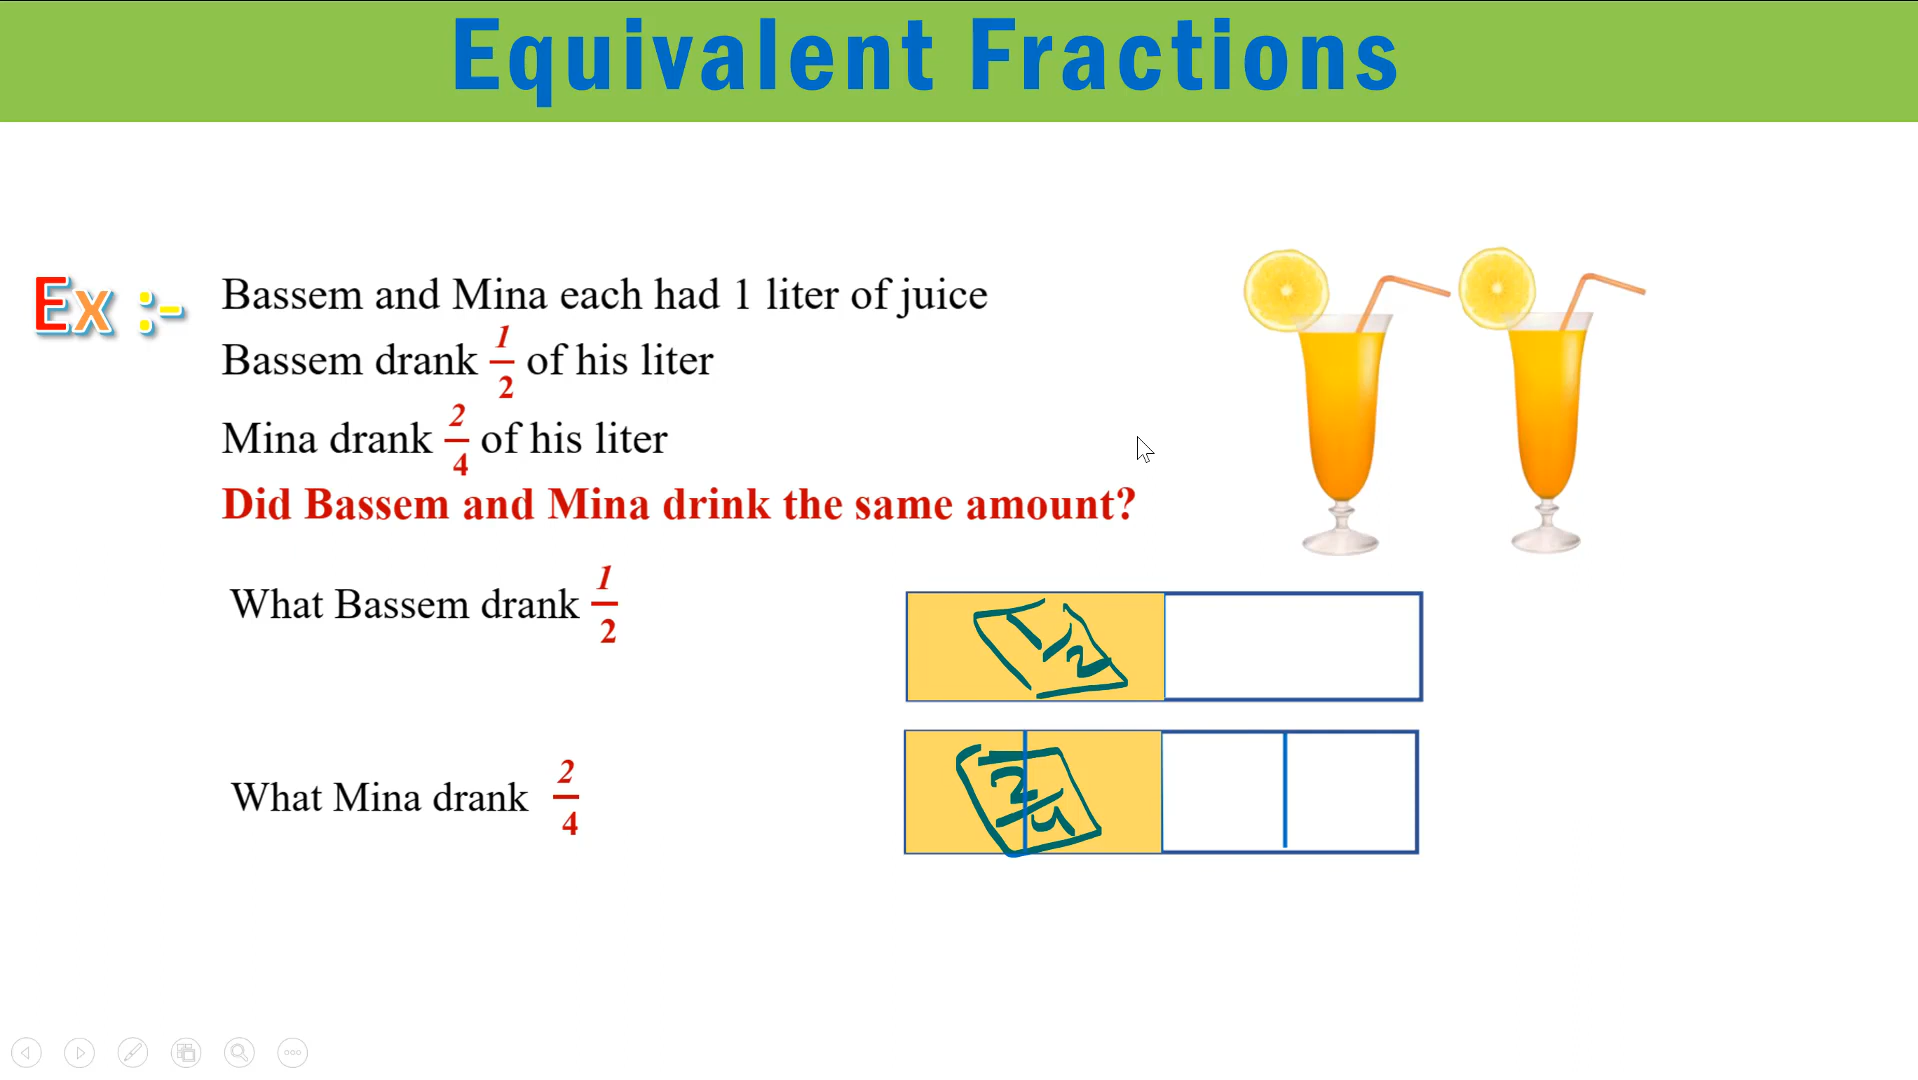 Equivalent Fractions
Ex :-
Bassem and Mina each had 1 liter of juice
Bassem drank 1/2 of his liter
Mina drank 2/4 of his liter
Did Bassem and Mina drink the same amount?
What Bassem drank 1/2
1/2
What Mina drank 2/4
2/4